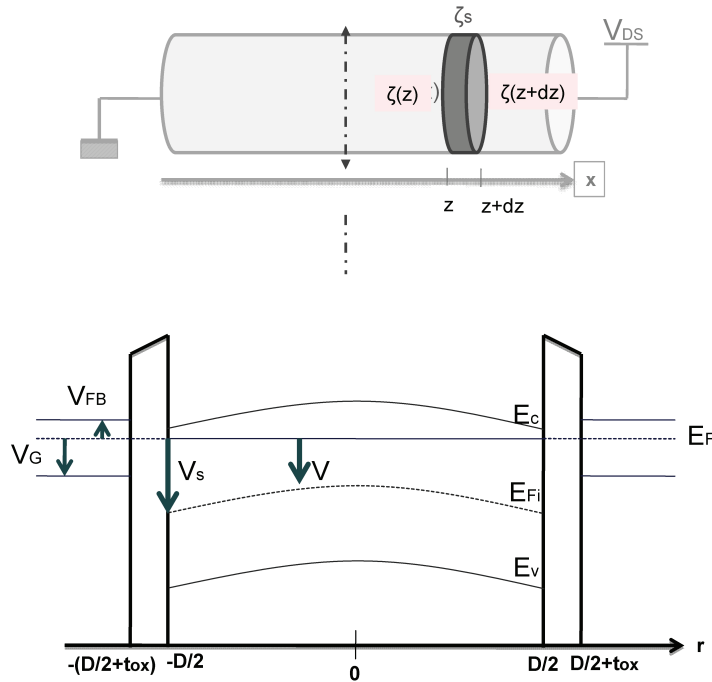 ζs
VDS
ζ(z)
ζ(z+dz)
x
z
z+dz
VFB
Ec
EF
VG
Vs
V
EFi
Ev
r
-(D/2+tox)
-D/2
0
D/2
D/2+tox